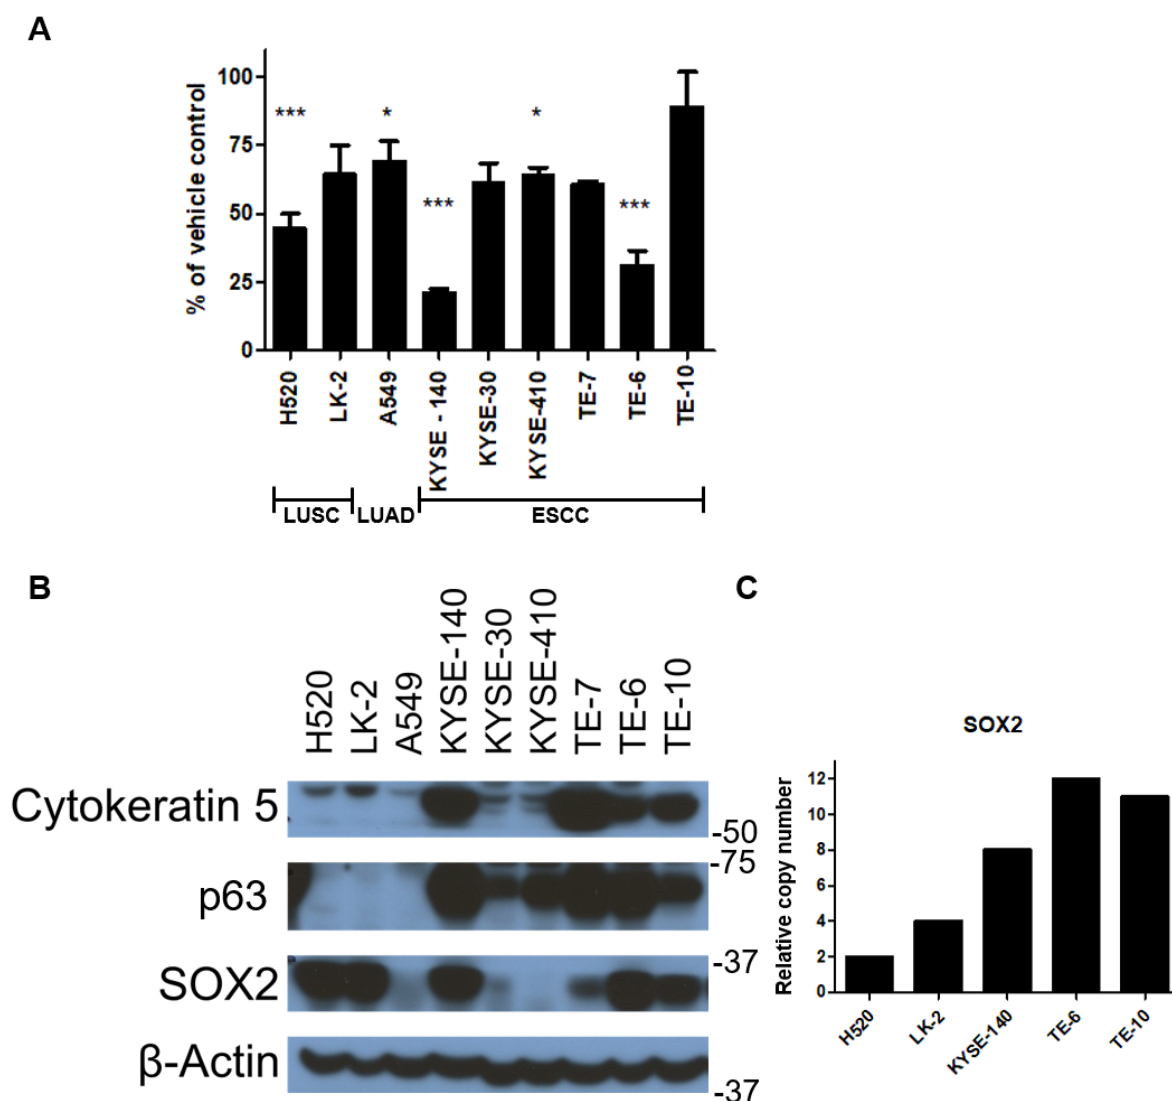 A
% of vehicle control
100
75
50
25
0
***
*
***
*
***
H520
LK-2
A549
KYSE - 140
KYSE-30
KYSE-410
TE-7
TE-6
TE-10
LUSC
LUAD
ESCC
B
H520
LK-2
A549
KYSE-140
KYSE-30
KYSE-410
TE-7
TE-6
TE-10
Cytokeratin 5
-50
-75
p63
-37
SOX2
β-Actin
-37
C
SOX2
Relative copy number
12
10
8
6
4
2
0
H520
LK-2
KYSE-140
TE-6
TE-10